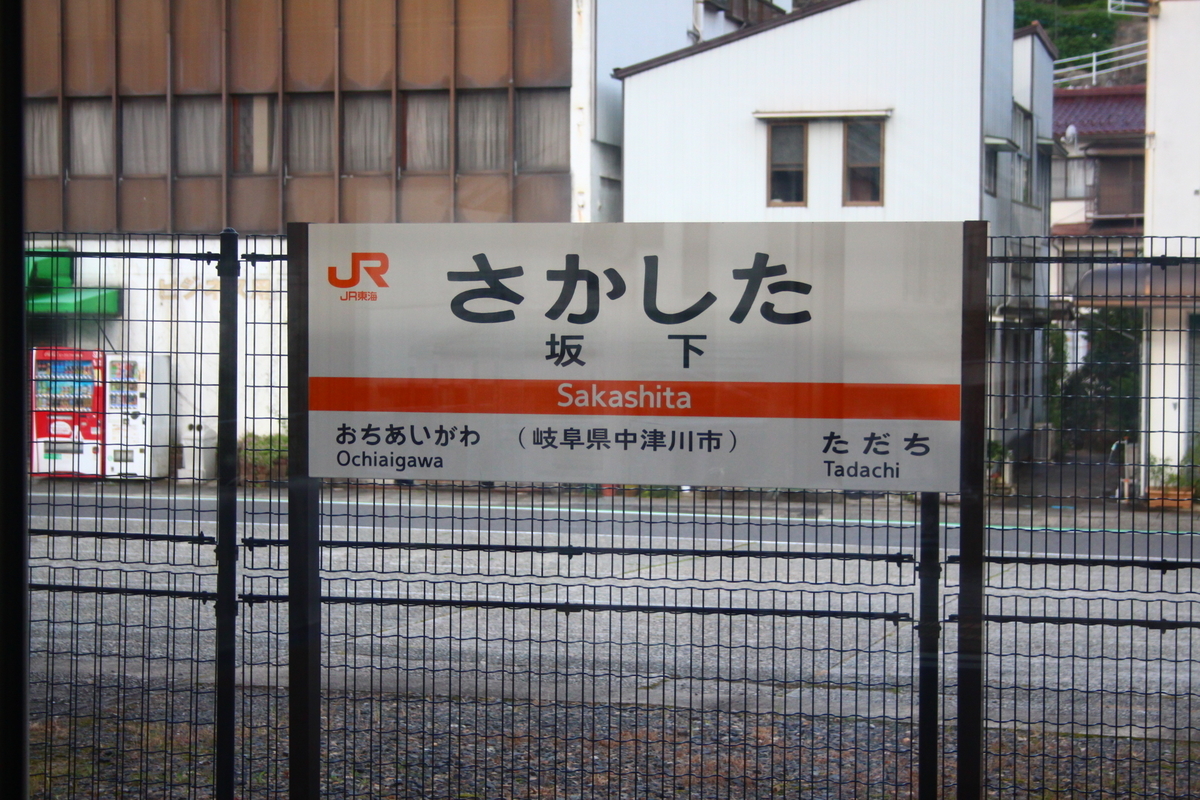 JR
JR東海
さかした
坂下
Sakashita
おちあいがわ
Ochiaigawa
（岐阜県中津川市）
ただち
Tadachi